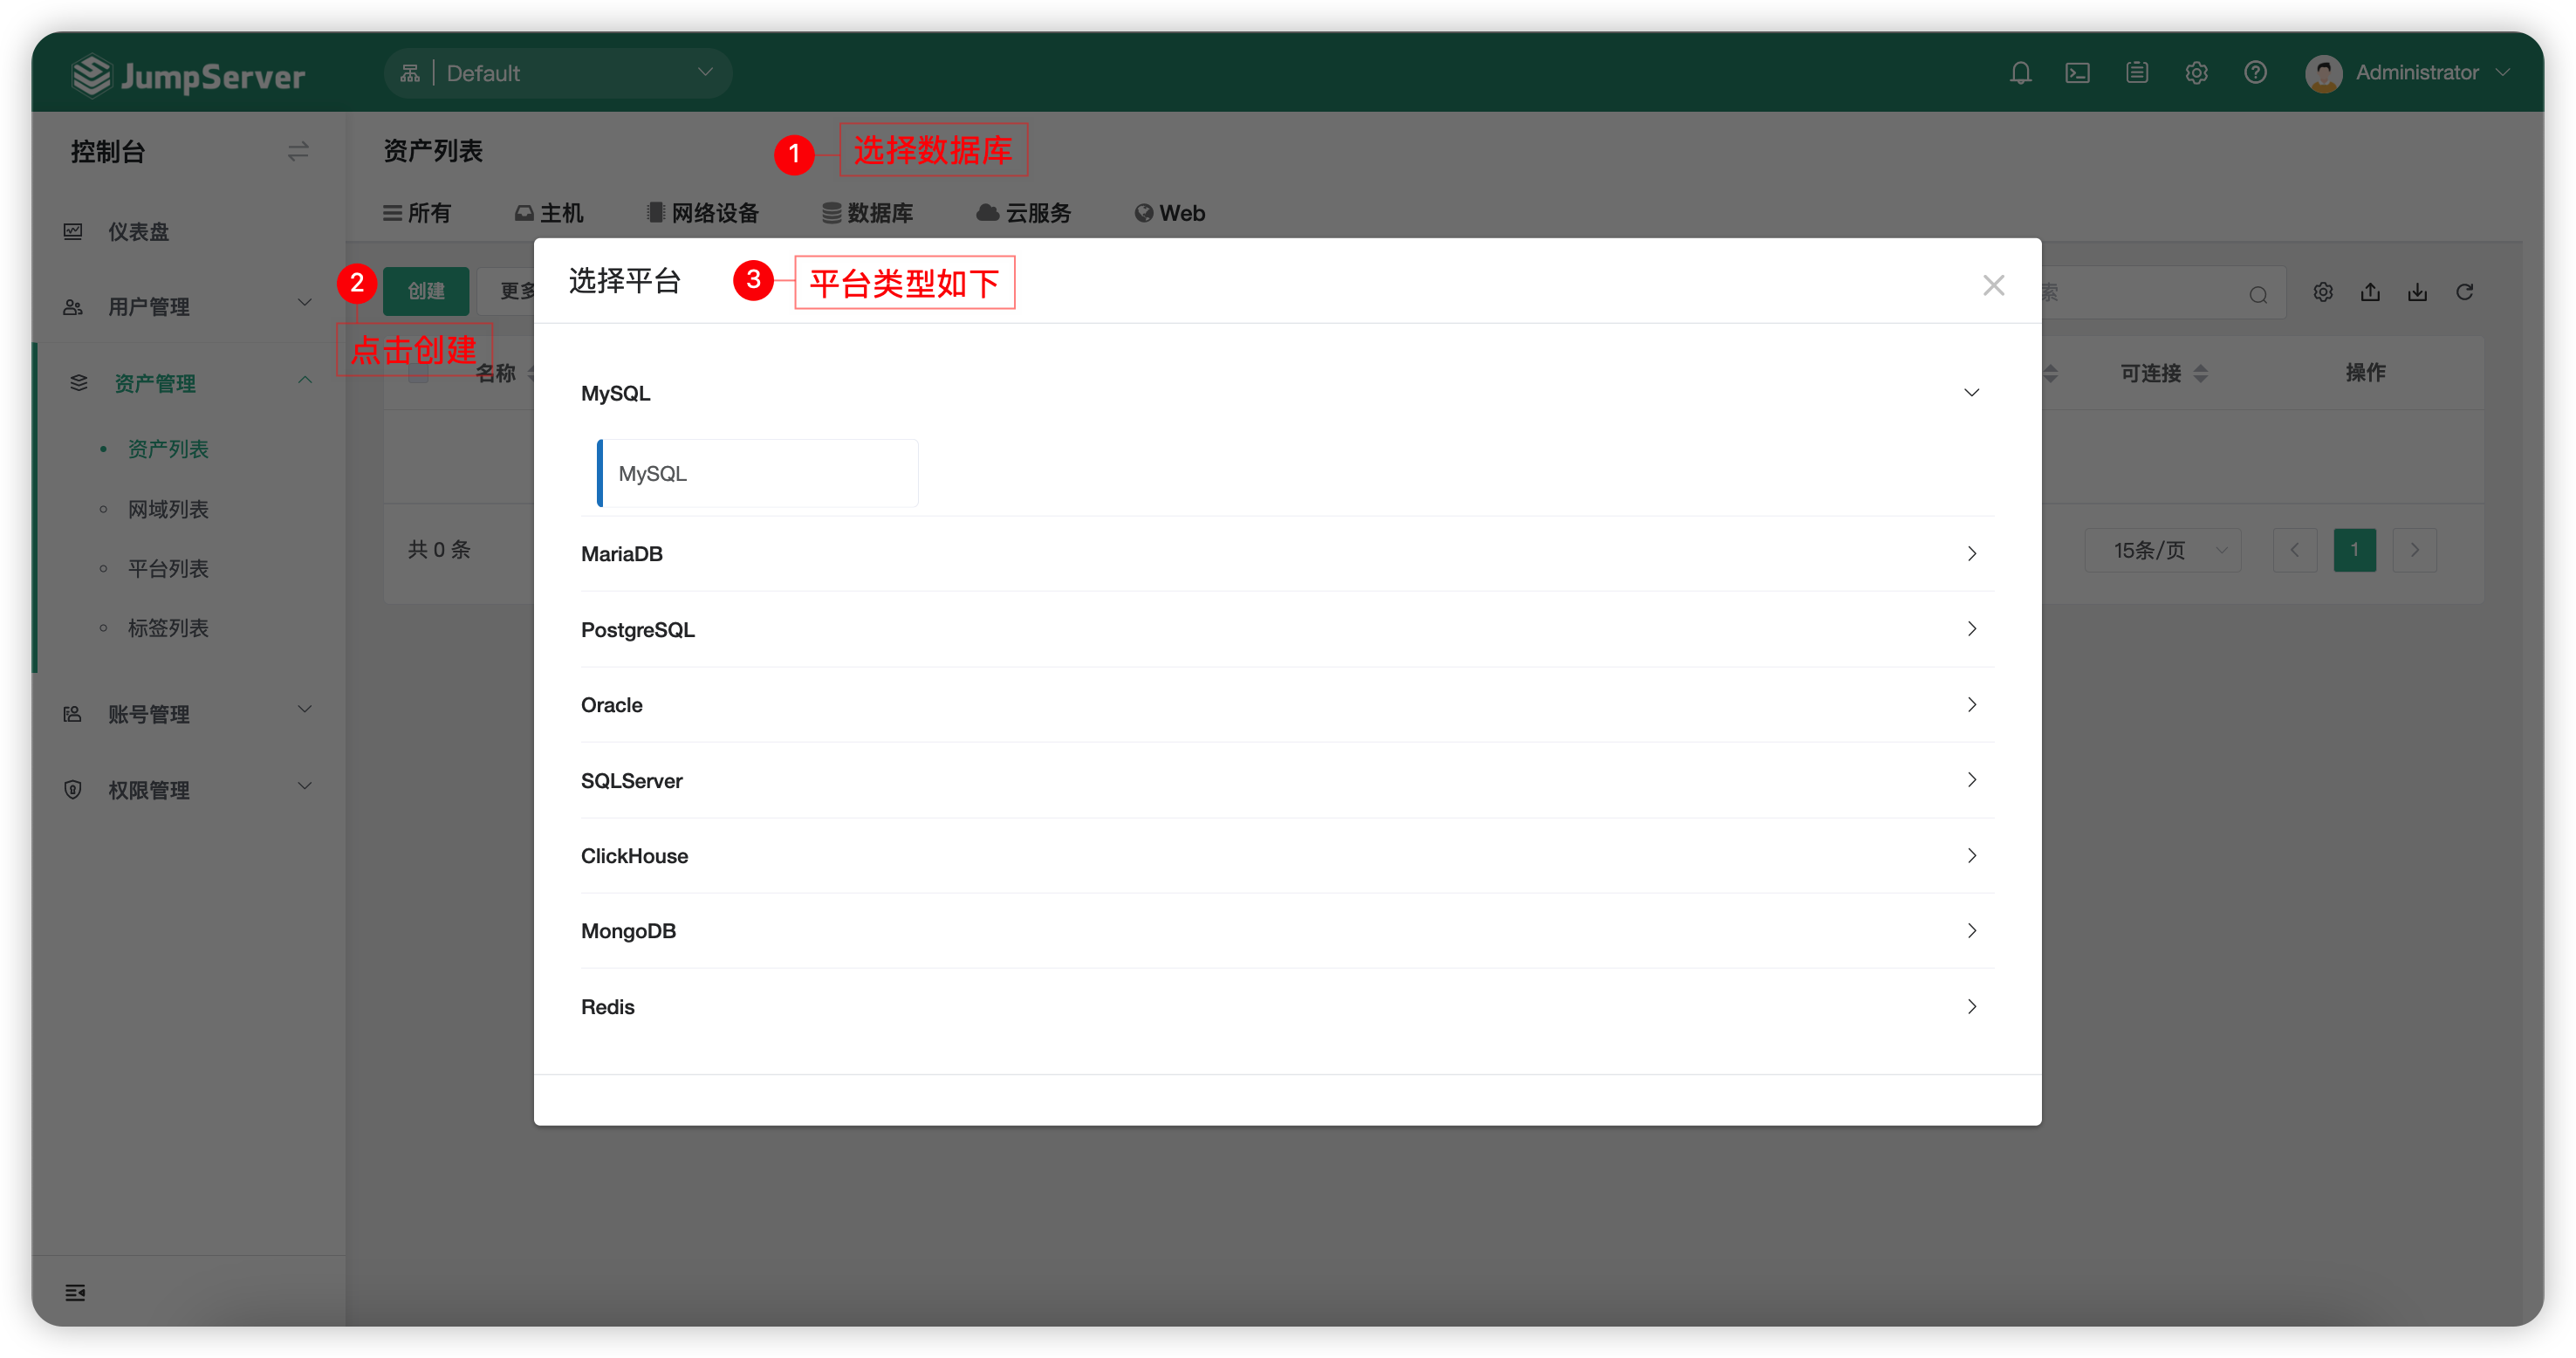 JumpServer
Default
Administrator
控制台
资产列表
1
选择数据库
所有
主机
网络设备
数据库
云服务
Web
仪表盘
用户管理
资产管理
资产列表
网域列表
平台列表
标签列表
账号管理
权限管理
2
创建
更多
点击创建
名称
索
可连接
操作
共 0 条
15条/页
1
选择平台
3
平台类型如下
MySQL
MySQL
MariaDB
PostgreSQL
Oracle
SQLServer
ClickHouse
MongoDB
Redis